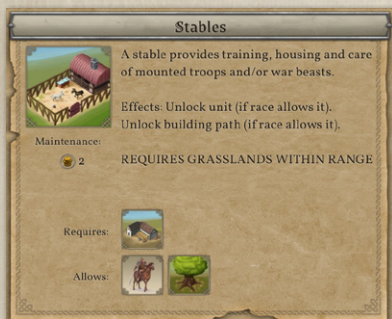 Stables
A stable provides training, housing and care
of mounted troops and/or war beasts.
Effects: Unlock unit (if race allows it).
Unlock building path (if race allows it).
Maintenance:
2
REQUIRES GRASSLANDS WITHIN RANGE
Requires:
Allows: